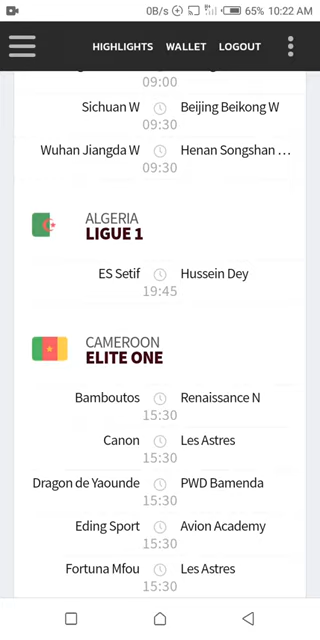 0B/s 65% 10:22 AM
HIGHLIGHTS WALLET LOGOUT
09:00
Sichuan W Beijing Beikong W
09:30
Wuhan Jiangda W Henan Songshan …
09:30
ALGERIA
LIGUE 1
ES Setif Hussein Dey
19:45
CAMEROON
ELITE ONE
Bamboutos Renaissance N
15:30
Canon Les Astres
15:30
Dragon de Yaounde PWD Bamenda
15:30
Eding Sport Avion Academy
15:30
Fortuna Mfou Les Astres
15:30